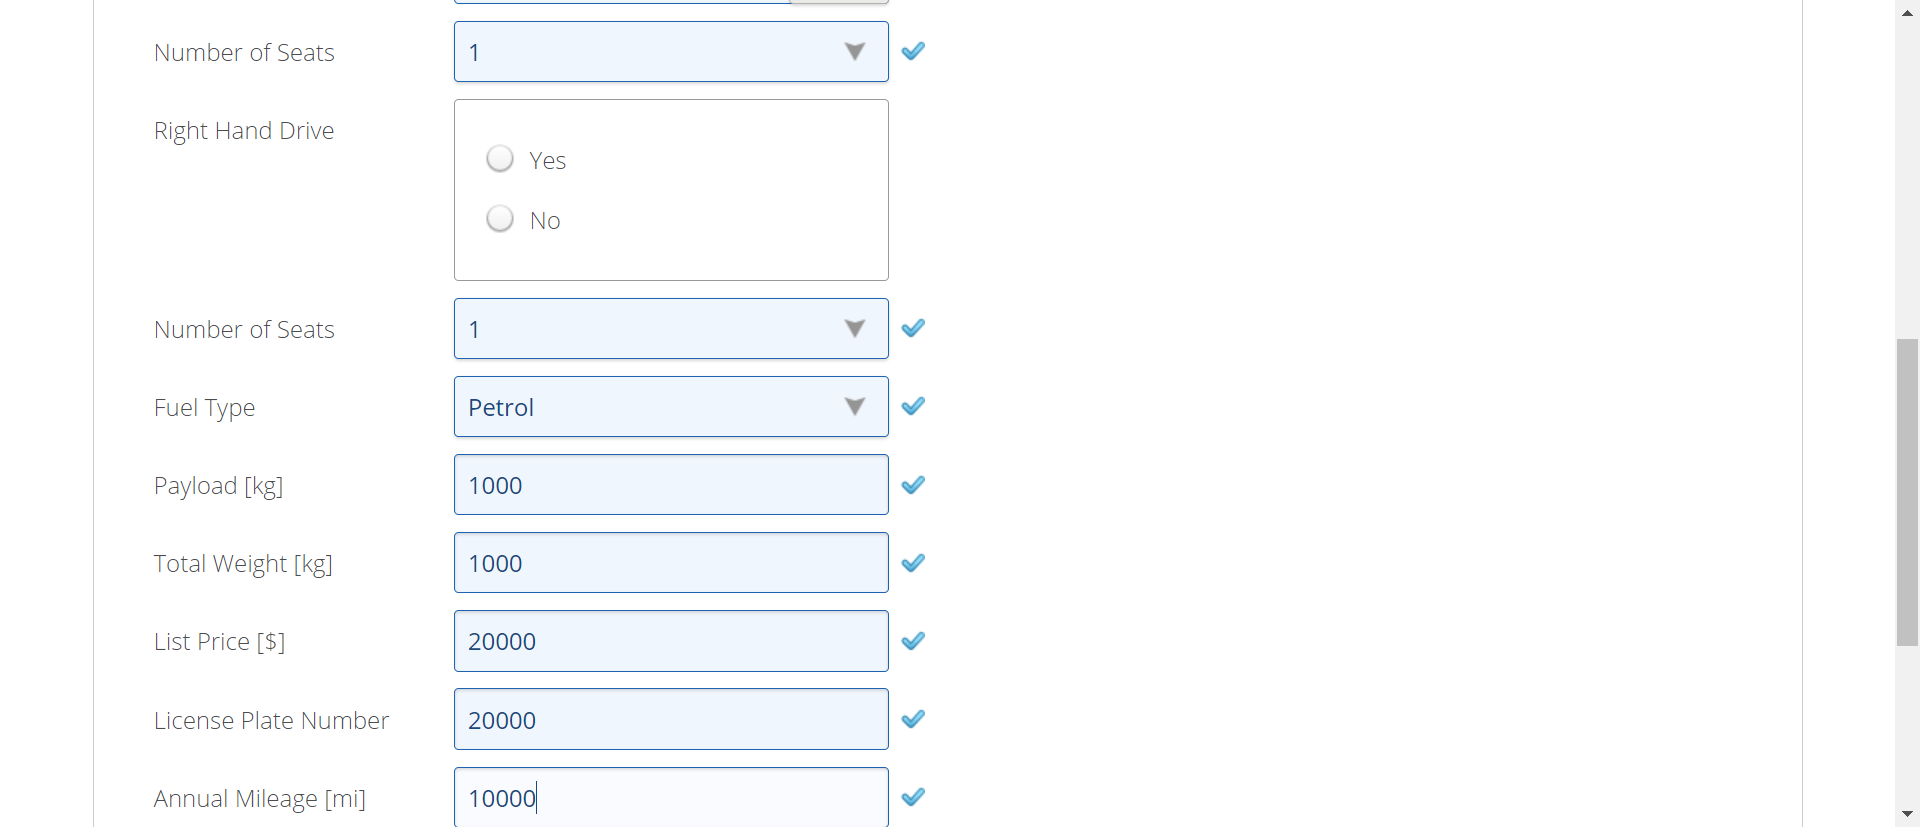 Number of Seats 1
Right Hand Drive
Yes
No
Number of Seats 1
Fuel Type Petrol
Payload [kg] 1000
Total Weight [kg] 1000
List Price [$] 20000
License Plate Number 20000
Annual Mileage [mi] 10000